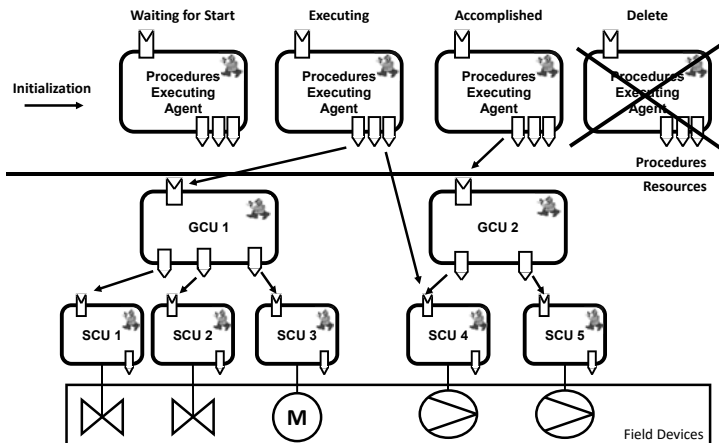 Waiting for Start
Executing
Accomplished
Delete
Initialization
Procedures
Executing
Agent
Procedures
Executing
Agent
Procedures
Executing
Agent
Procedures
Executing
Agent
Procedures
Resources
GCU 1
GCU 2
SCU 1
SCU 2
SCU 3
SCU 4
SCU 5
M
Field Devices